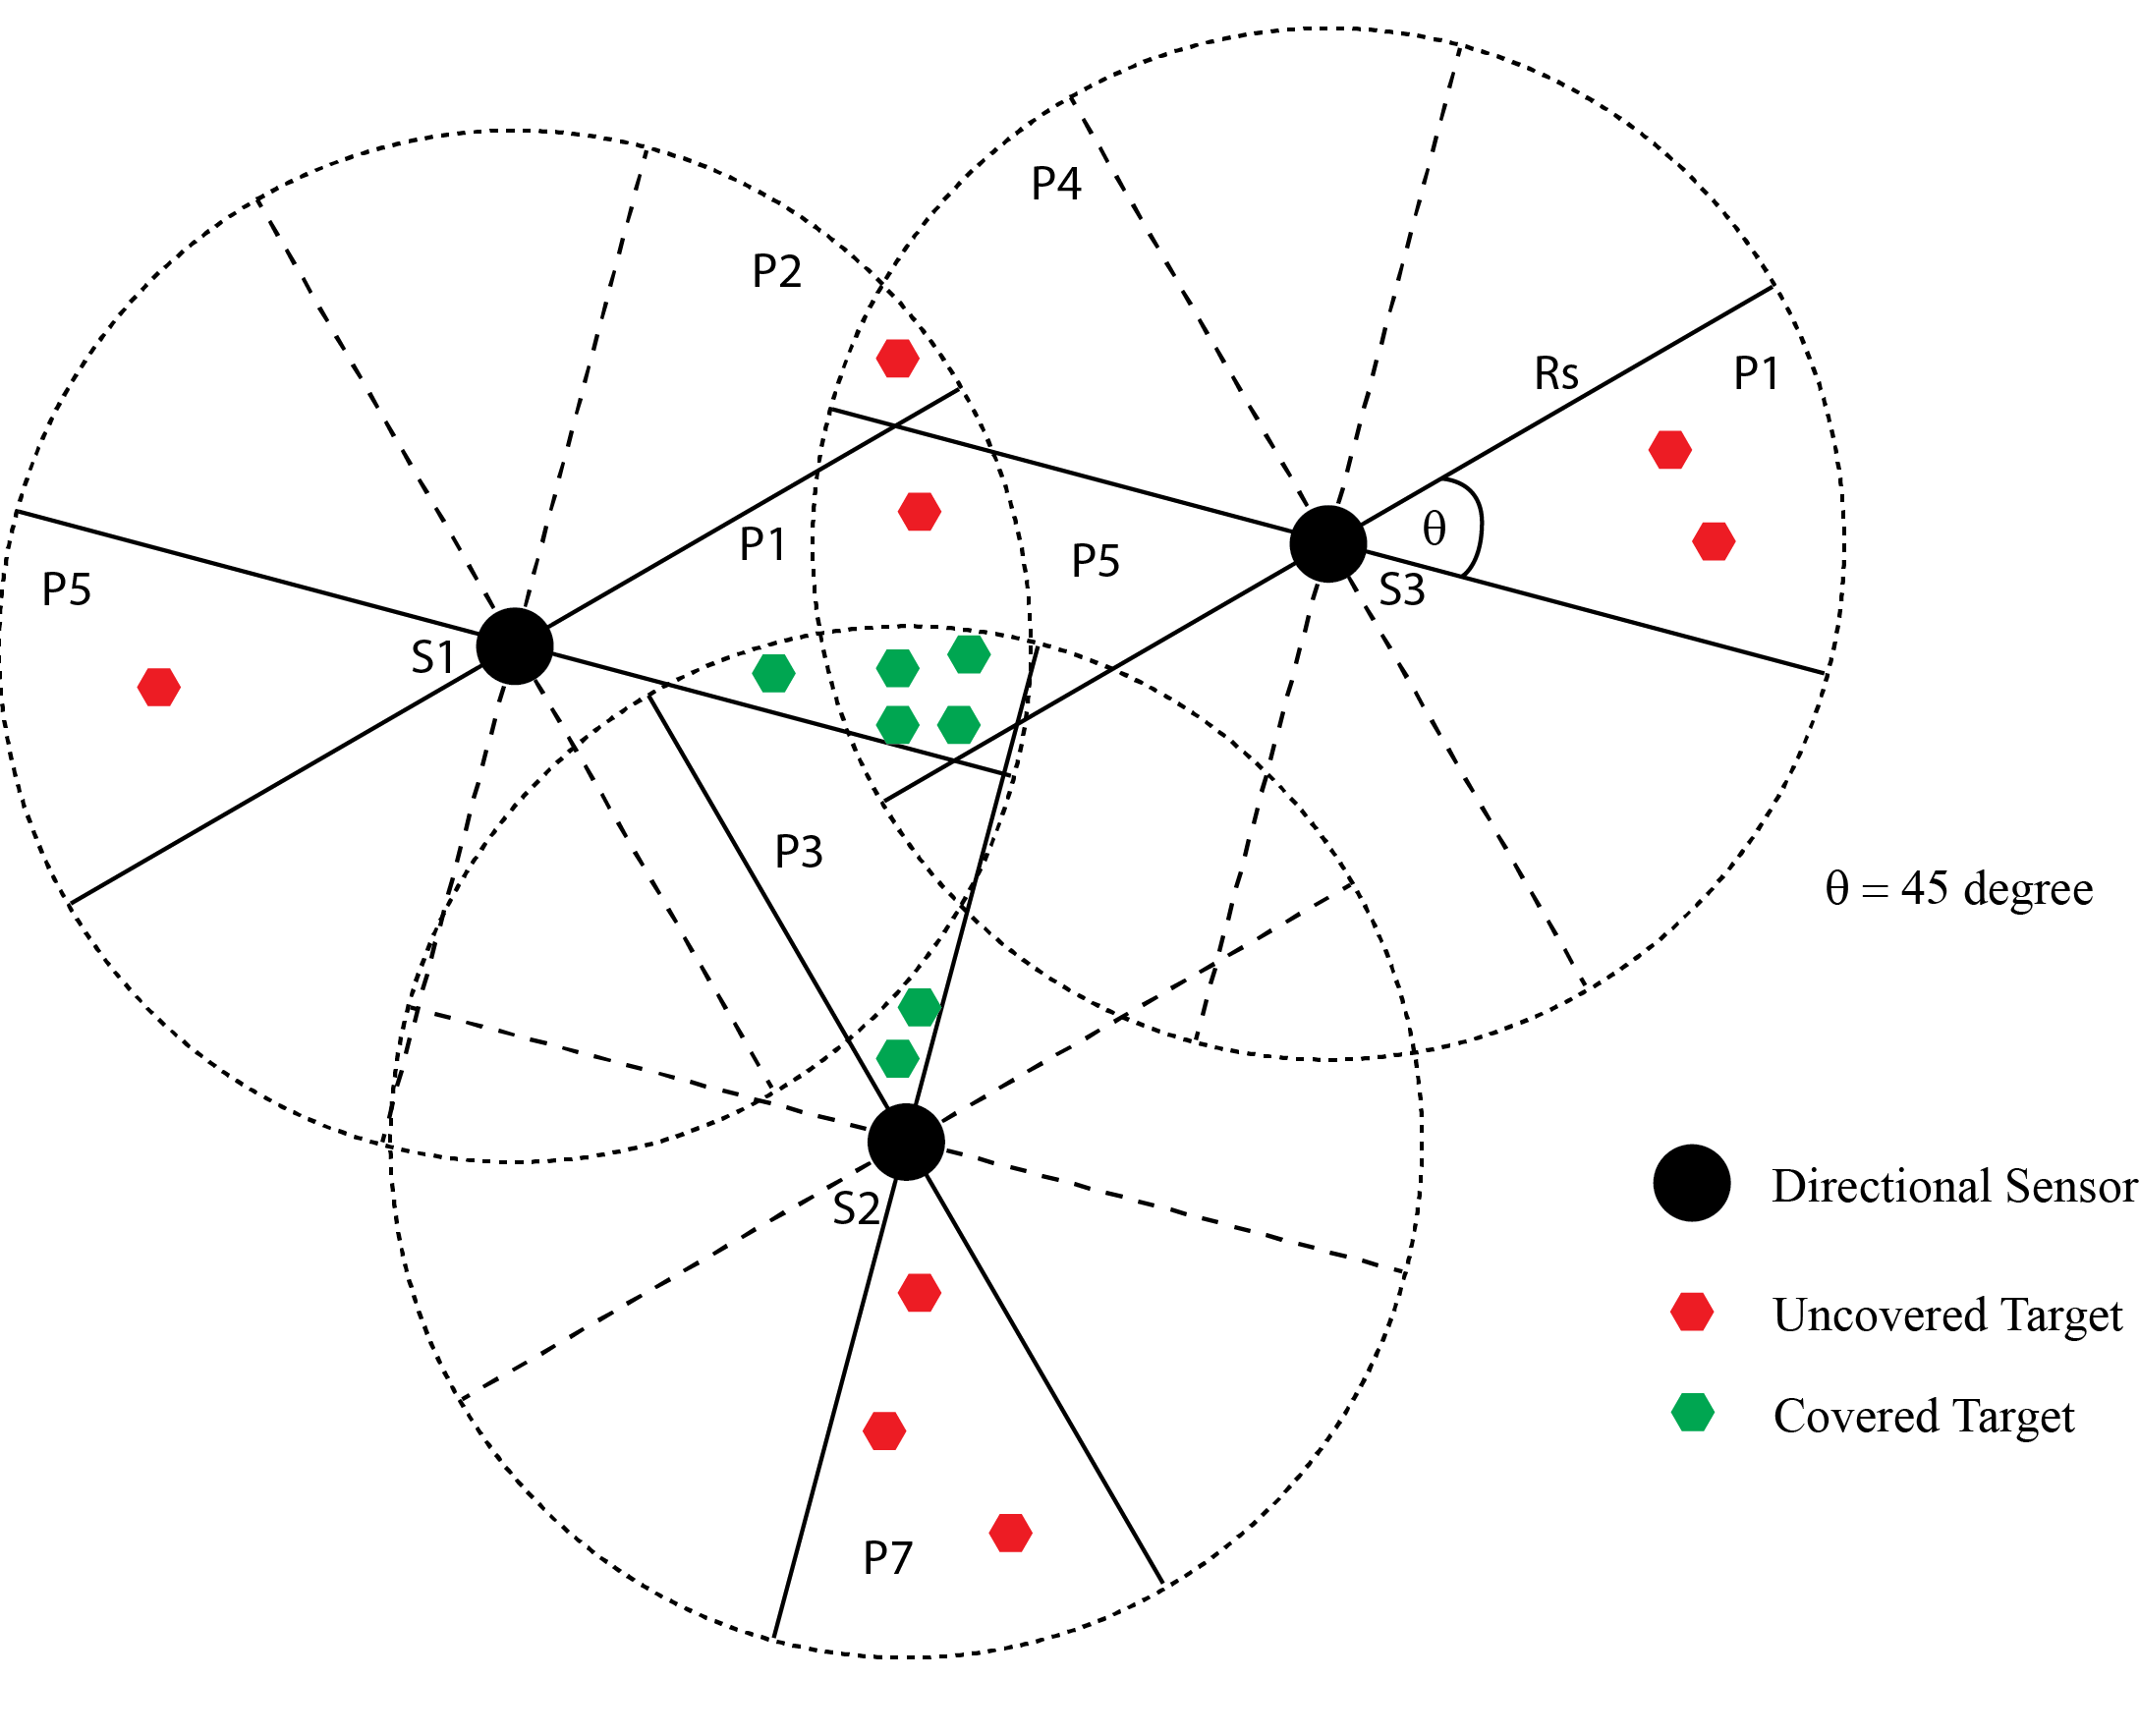 P4
P2
Rs
P1
P1
θ
P5
P5
S3
S1
P3
θ = 45 degree
Directional Sensor
S2
Uncovered Target
Covered Target
P7